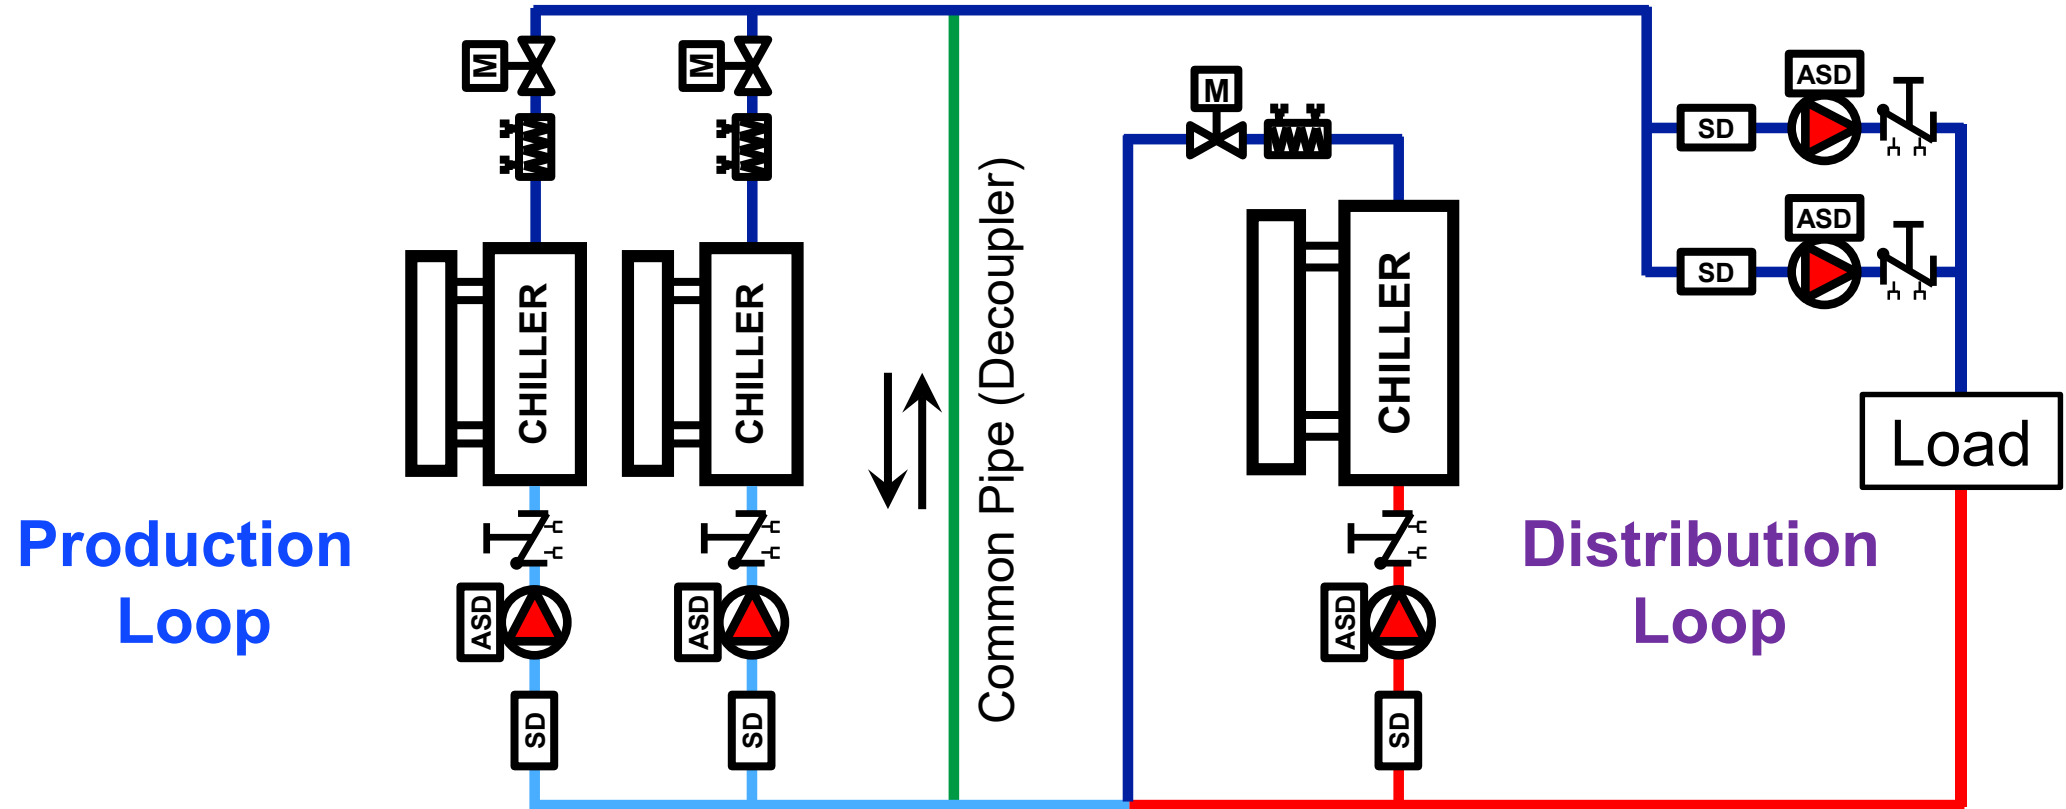 M
M
M
ASD
SD
ASD
SD
CHILLER
CHILLER
CHILLER
Common Pipe (Decoupler)
Load
Production
Loop
Distribution
Loop
ASD
ASD
ASD
SD
SD
SD